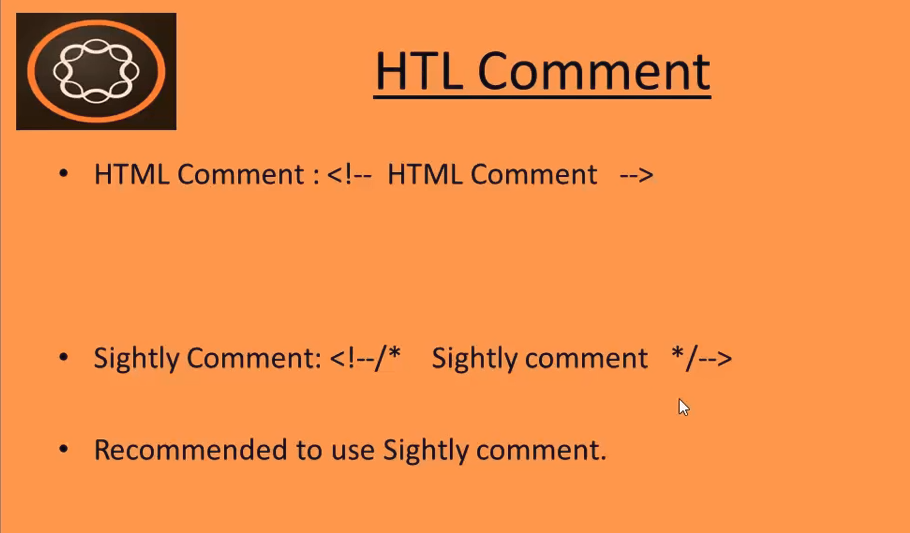 HTL Comment
• HTML Comment : <!-- HTML Comment -->
• Sightly Comment: <!--/* Sightly comment */-->
• Recommended to use Sightly comment.